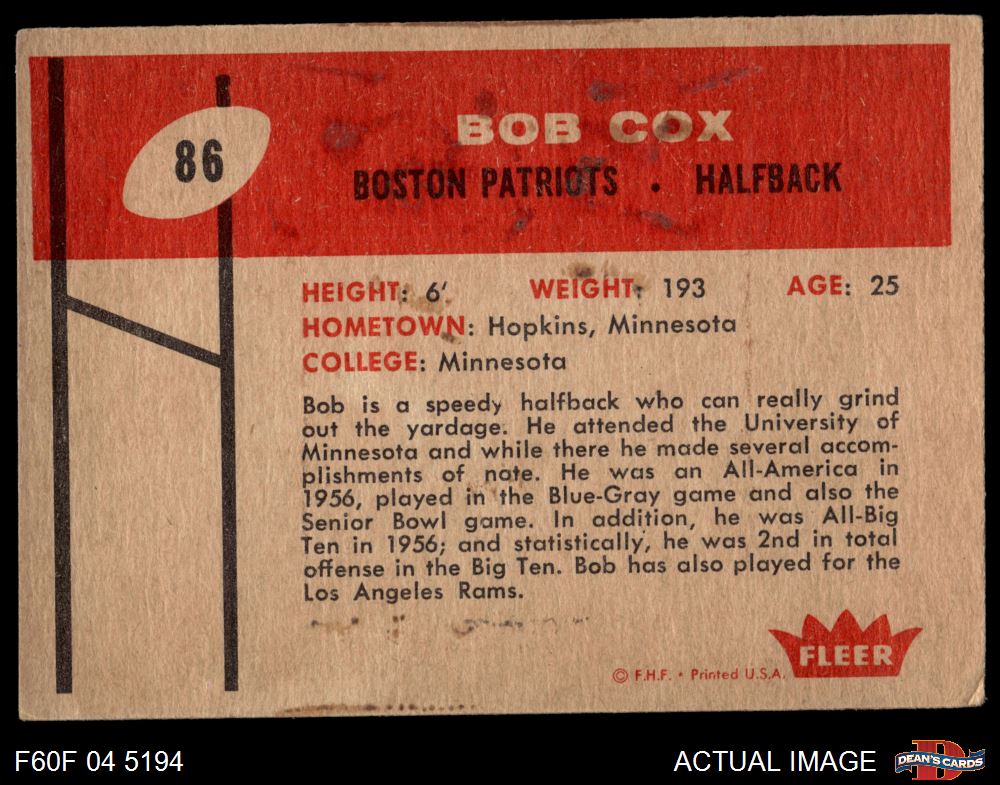 86
BOB COX
BOSTON PATRIOTS • HALFBACK
HEIGHT: 6' WEIGHT: 193 AGE: 25
HOMETOWN: Hopkins, Minnesota
COLLEGE: Minnesota
Bob is a speedy halfback who can really grind
out the yardage. He attended the University of
Minnesota and while there he made several accom-
plishments of note. He was an All-America in
1956, played in the Blue-Gray game and also the
Senior Bowl game. In addition, he was All-Big
Ten in 1956; and statistically, he was 2nd in total
offense in the Big Ten. Bob has also played for the
Los Angeles Rams.
FLEER
© F.H.F. • Printed U.S.A.
F60F 04 5194
ACTUAL IMAGE
DEAN'S CARDS